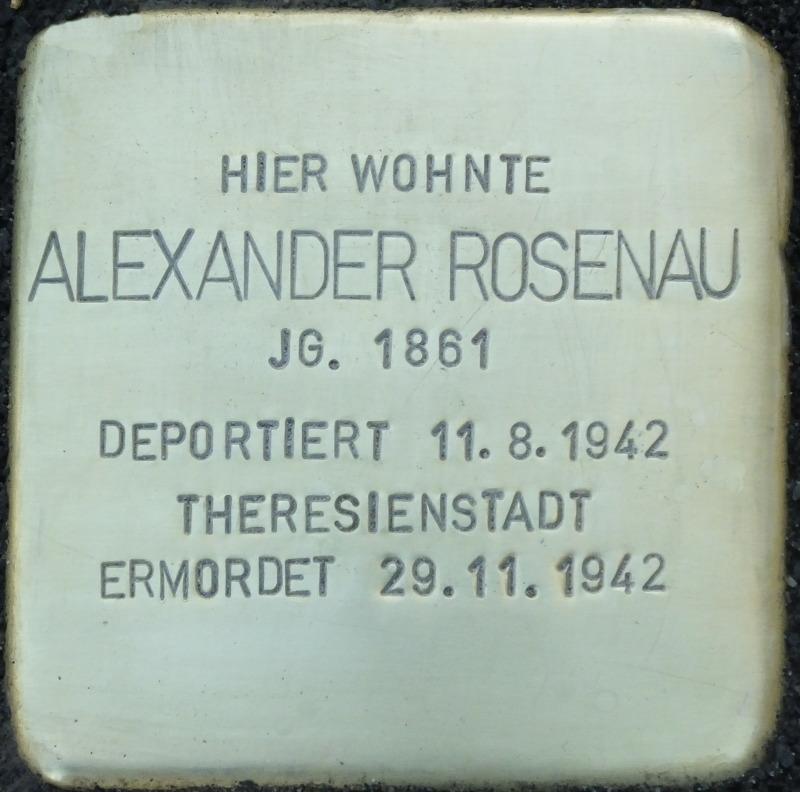 HIER WOHNTE
ALEXANDER ROSENAU
JG. 1861
DEPORTIERT 11.8.1942
THERESIENSTADT
ERMORDET 29.11.1942